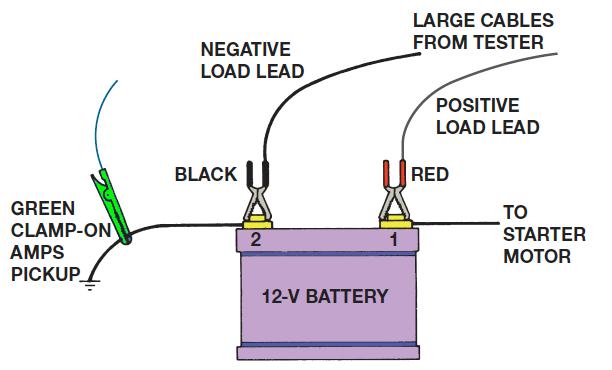 LARGE CABLES
FROM TESTER
NEGATIVE
LOAD LEAD
POSITIVE
LOAD LEAD
BLACK
RED
GREEN
CLAMP-ON
AMPS
PICKUP
TO
STARTER
MOTOR
2
1
12-V BATTERY